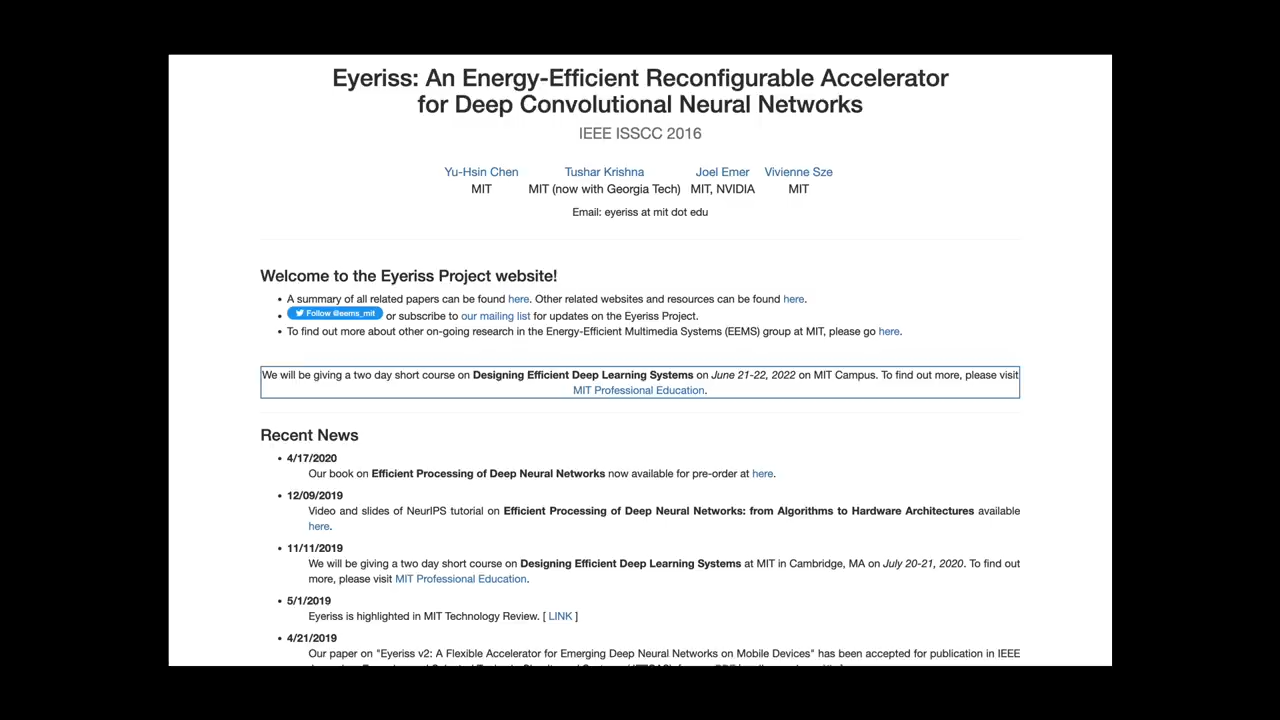 Eyeriss: An Energy-Efficient Reconfigurable Accelerator
for Deep Convolutional Neural Networks
IEEE ISSCC 2016
Yu-Hsin Chen Tushar Krishna Joel Emer Vivienne Sze
MIT MIT (now with Georgia Tech) MIT, NVIDIA MIT
Email: eyeriss at mit dot edu
Welcome to the Eyeriss Project website!
• A summary of all related papers can be found here. Other related websites and resources can be found here.
• Follow @eems_mit or subscribe to our mailing list for updates on the Eyeriss Project.
• To find out more about other on-going research in the Energy-Efficient Multimedia Systems (EEMS) group at MIT, please go here.
We will be giving a two day short course on Designing Efficient Deep Learning Systems on June 21-22, 2022 on MIT Campus. To find out more, please visit
MIT Professional Education.
Recent News
• 4/17/2020
Our book on Efficient Processing of Deep Neural Networks now available for pre-order at here.
• 12/09/2019
Video and slides of NeurIPS tutorial on Efficient Processing of Deep Neural Networks: from Algorithms to Hardware Architectures available
here.
• 11/11/2019
We will be giving a two day short course on Designing Efficient Deep Learning Systems at MIT in Cambridge, MA on July 20-21, 2020. To find out
more, please visit MIT Professional Education.
• 5/1/2019
Eyeriss is highlighted in MIT Technology Review. [ LINK ]
• 4/21/2019
Our paper on "Eyeriss v2: A Flexible Accelerator for Emerging Deep Neural Networks on Mobile Devices" has been accepted for publication in IEEE